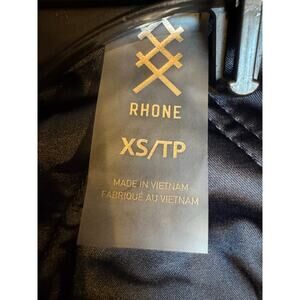 RHONE
XS/TP
MADE IN VIETNAM
FABRIQUÉ AU VIETNAM